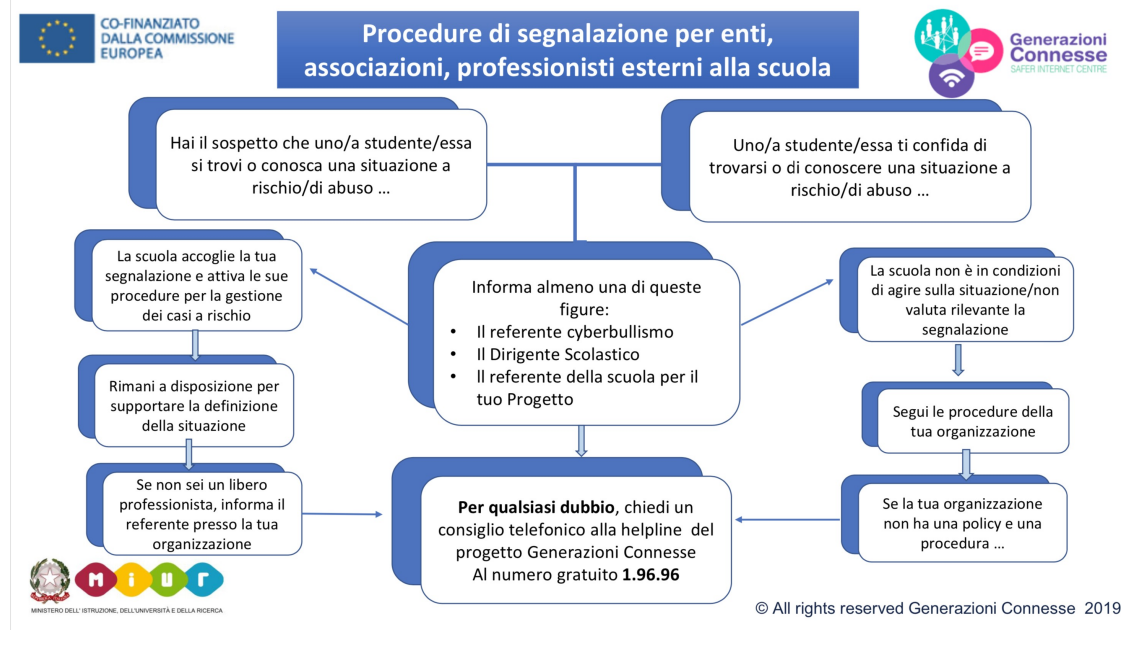 CO-FINANZIATO
DALLA COMMISSIONE
EUROPEA
Procedure di segnalazione per enti,
associazioni, professionisti esterni alla scuola
Generazioni
Connesse
SAFER INTERNET CENTRE
Hai il sospetto che uno/a studente/essa
si trovi o conosca una situazione a
rischio/di abuso ...
Uno/a studente/essa ti confida di
trovarsi o di conoscere una situazione a
rischio/di abuso ...
La scuola accoglie la tua
segnalazione e attiva le sue
procedure per la gestione
dei casi a rischio
Informa almeno una di queste
figure:
• Il referente cyberbullismo
• Il Dirigente Scolastico
• Il referente della scuola per il
tuo Progetto
La scuola non è in condizioni
di agire sulla situazione/non
valuta rilevante la
segnalazione
Rimani a disposizione per
supportare la definizione
della situazione
Segui le procedure della
tua organizzazione
Se non sei un libero
professionista, informa il
referente presso la tua
organizzazione
Per qualsiasi dubbio, chiedi un
consiglio telefonico alla helpline del
progetto Generazioni Connesse
Al numero gratuito 1.96.96
Se la tua organizzazione
non ha una policy e una
procedura ...
MIUR
MINISTERO DELL' ISTRUZIONE, DELL'UNIVERSITÀ E DELLA RICERCA
© All rights reserved Generazioni Connesse 2019